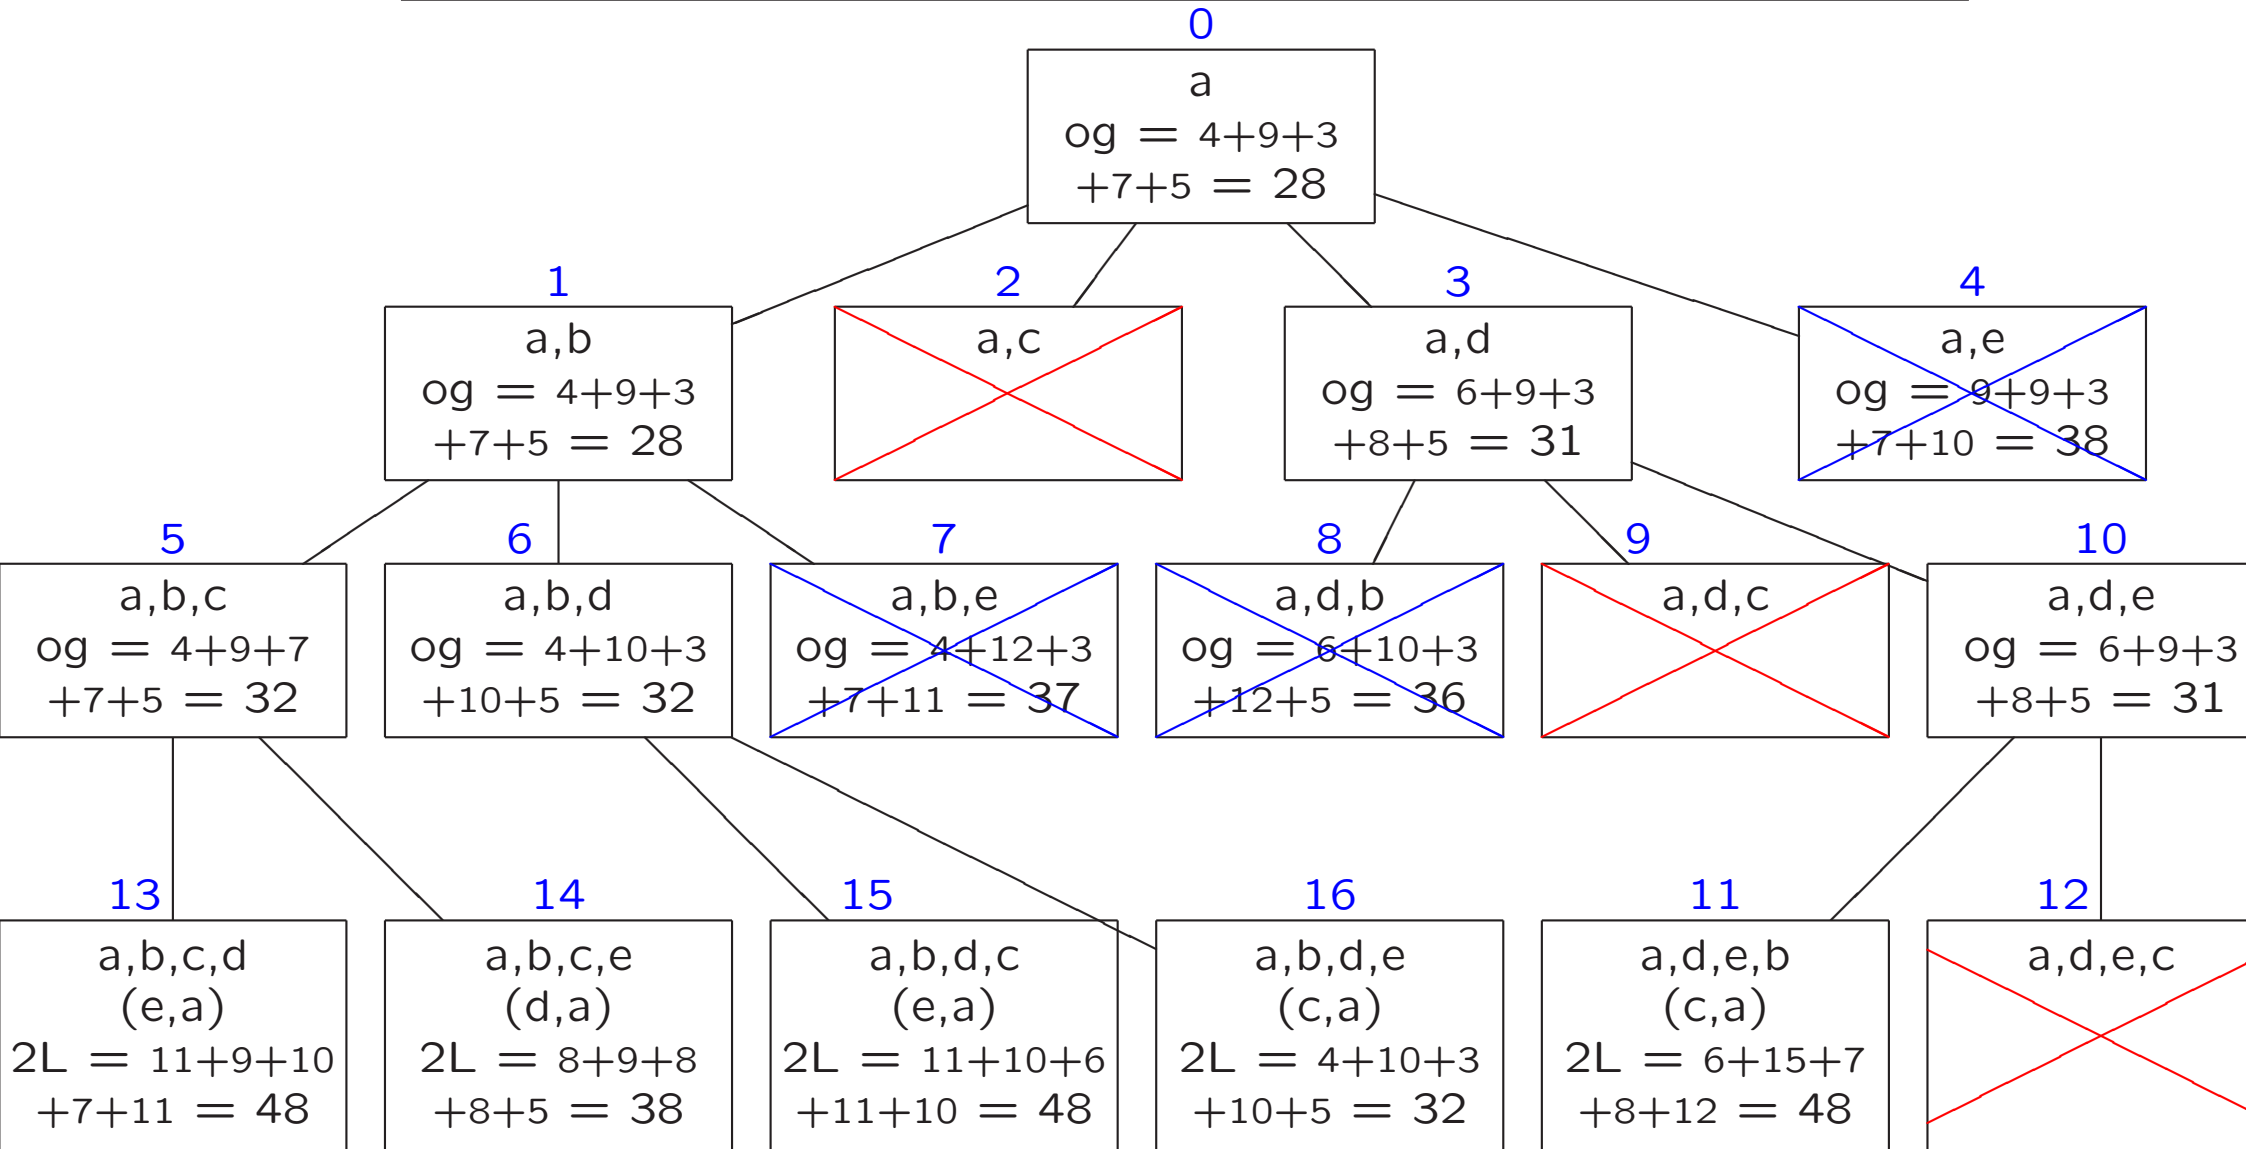 0
a
og = 4+9+3
+7+5 = 28
1
a,b
og = 4+9+3
+7+5 = 28
2
a,c
3
a,d
og = 6+9+3
+8+5 = 31
4
a,e
og = 9+9+3
+7+10 = 38
5
a,b,c
og = 4+9+7
+7+5 = 32
6
a,b,d
og = 4+10+3
+10+5 = 32
7
a,b,e
og = 4+12+3
+7+11 = 37
8
a,d,b
og = 6+10+3
+12+5 = 36
9
a,d,c
10
a,d,e
og = 6+9+3
+8+5 = 31
13
a,b,c,d
(e,a)
2L = 11+9+10
+7+11 = 48
14
a,b,c,e
(d,a)
2L = 8+9+8
+8+5 = 38
15
a,b,d,c
(e,a)
2L = 11+10+6
+11+10 = 48
16
a,b,d,e
(c,a)
2L = 4+10+3
+10+5 = 32
11
a,d,e,b
(c,a)
2L = 6+15+7
+8+12 = 48
12
a,d,e,c